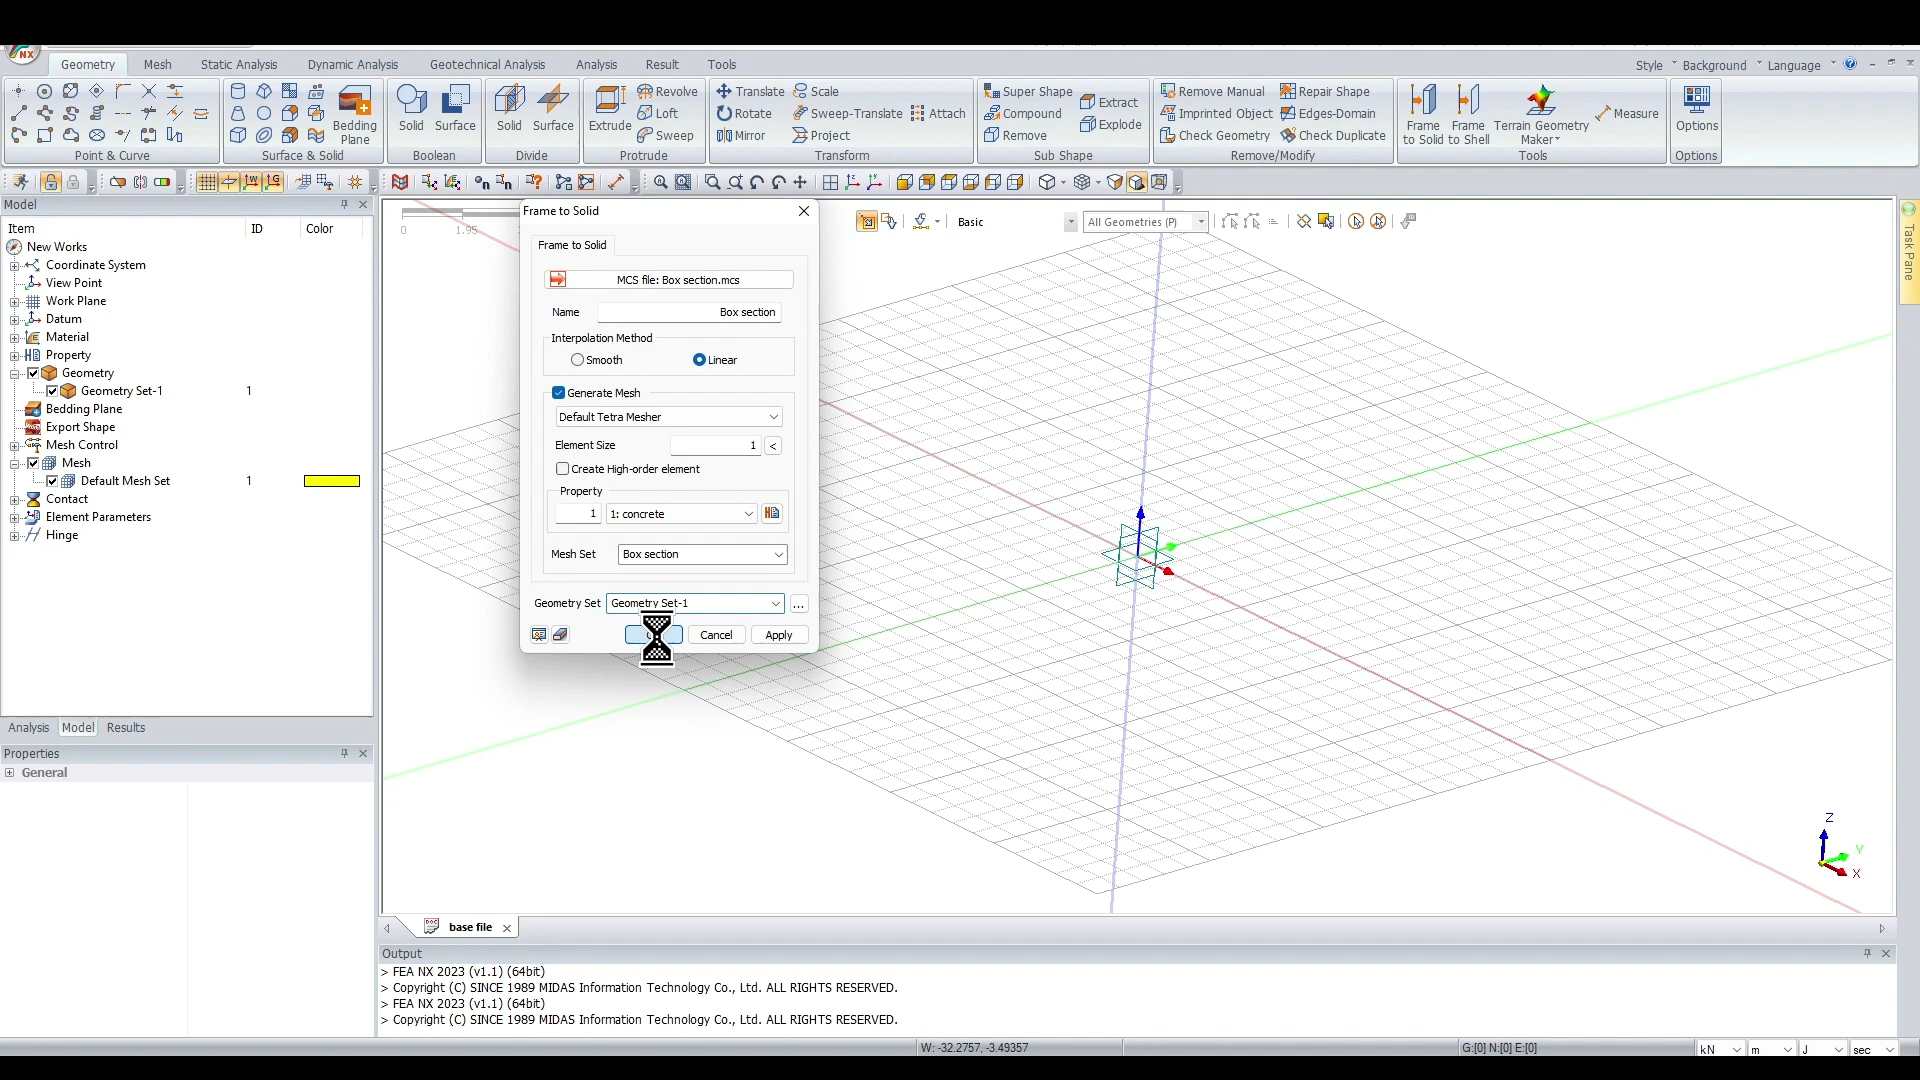 NX
Geometry Mesh Static Analysis Dynamic Analysis Geotechnical Analysis Analysis Result Tools
Style Background Language
Point & Curve
Bedding Plane
Surface & Solid
Solid Surface
Boolean
Solid Surface
Divide
Extrude Revolve
Loft
Sweep
Protrude
Translate Scale
Rotate Sweep-Translate Attach
Mirror Project
Transform
Super Shape Extract
Compound Explode
Remove
Sub Shape
Remove Manual Repair Shape
Imprinted Object Edges-Domain
Check Geometry Check Duplicate
Remove/Modify
Frame to Solid Frame to Shell Terrain Geometry Maker Measure
Tools
Options
Options
Model
Item ID Color
New Works
Coordinate System
View Point
Work Plane
Datum
Material
Property
Geometry
Geometry Set-1 1
Bedding Plane
Export Shape
Mesh Control
Mesh
Default Mesh Set 1
Contact
Element Parameters
Hinge
Analysis Model Results
Properties
General
0 1.95
Basic All Geometries (P)
Task Pane
Frame to Solid
Frame to Solid
MCS file: Box section.mcs
Name Box section
Interpolation Method
Smooth Linear
Generate Mesh
Default Tetra Mesher
Element Size 1 <
Create High-order element
Property
1 1: concrete
Mesh Set Box section
Geometry Set Geometry Set-1 ...
Cancel Apply
Z
Y
X
base file
Output
> FEA NX 2023 (v1.1) (64bit)
> Copyright (C) SINCE 1989 MIDAS Information Technology Co., Ltd. ALL RIGHTS RESERVED.
> FEA NX 2023 (v1.1) (64bit)
> Copyright (C) SINCE 1989 MIDAS Information Technology Co., Ltd. ALL RIGHTS RESERVED.
W: -32.2757, -3.49357 G:[0] N:[0] E:[0] kN m J sec